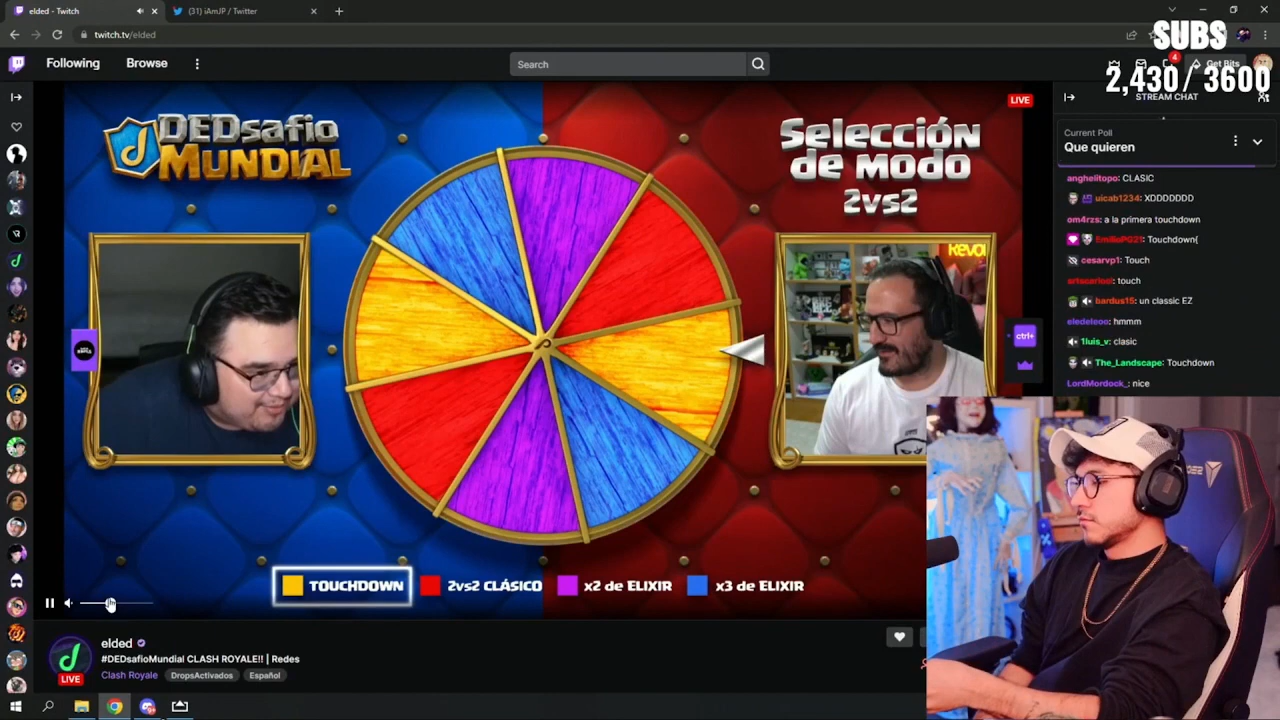 elded - Twitch
(31) iAmJP / Twitter
twitch.tv/elded
SUBS
2,430 / 3600
Following
Browse
Search
4
Get Bits
STREAM CHAT
LIVE
DEDsafio
MUNDIAL
Selección
de modo
2vs2
Current Poll
Que quieren
anghelitopo: CLASIC
uicab1234: XDDDDDDD
om4rzs: a la primera touchdown
EmilioPG21: Touchdown{
cesarvp1: Touch
: touch
bardus15: un classic EZ
eledeleoo: hmmm
1luis_v: clasic
The_Landscape: Touchdown
LordMordock_: nice
ctrl+
TOUCHDOWN
2vs2 CLÁSICO
x2 de ELIXIR
x3 de ELIXIR
elded
#DEDsafioMundial CLASH ROYALE!! | Redes
LIVE
Clash Royale
DropsActivados
Español